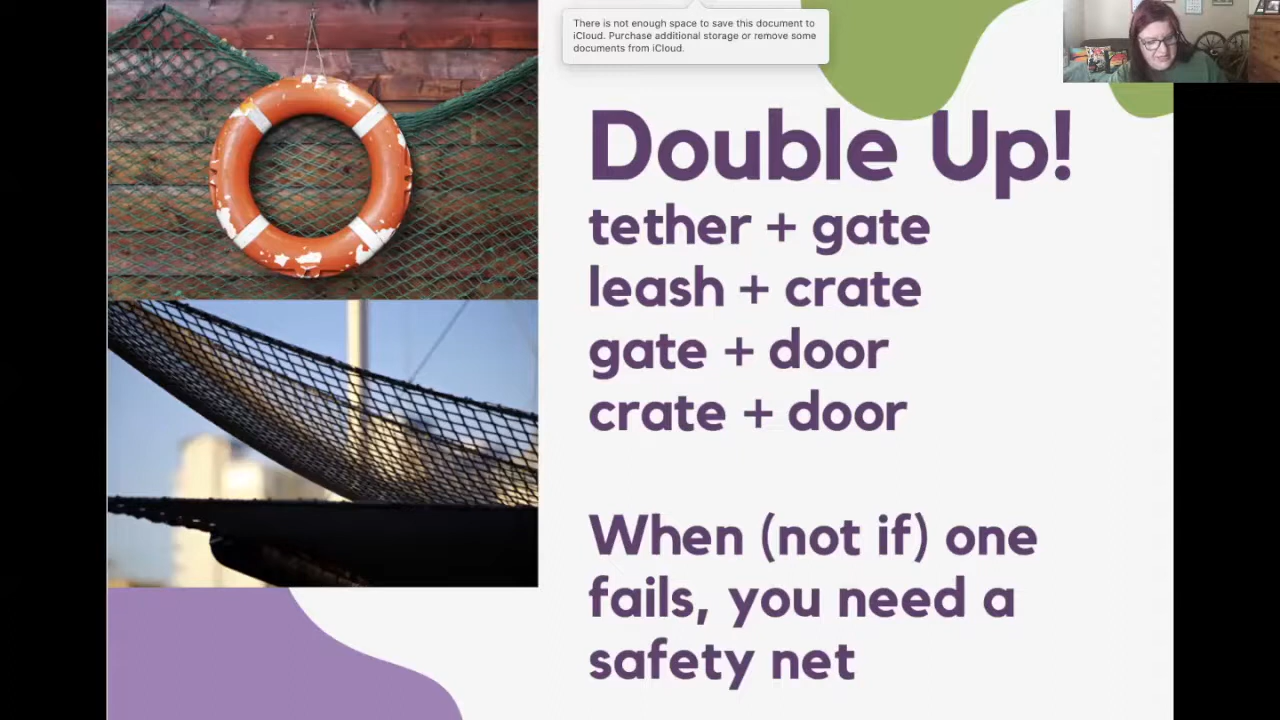 There is not enough space to save this document to
iCloud. Purchase additional storage or remove some
documents from iCloud.
Double Up!
tether + gate
leash + crate
gate + door
crate + door
When (not if) one
fails, you need a
safety net